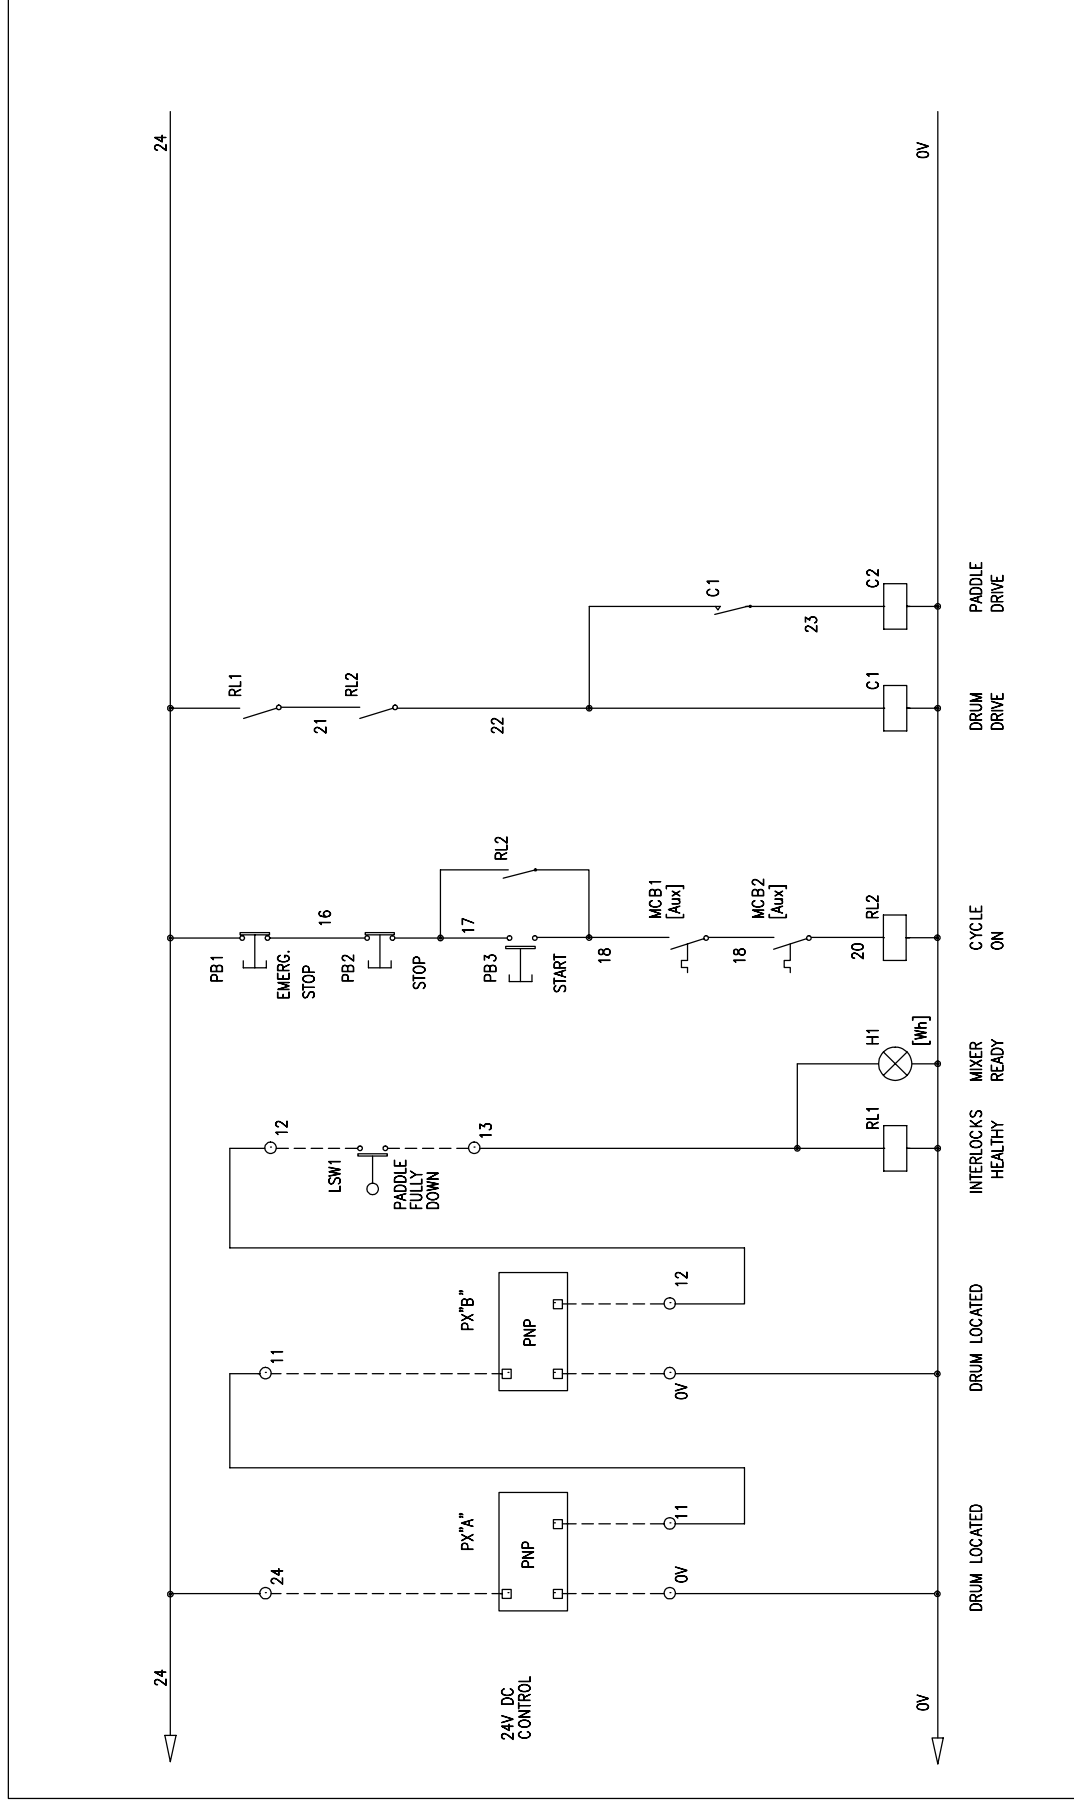 24
24
24V DC
CONTROL
0V
0V
24
PX"A"
PNP
0V
11
DRUM LOCATED
11
PX"B"
PNP
0V
12
DRUM LOCATED
12
LSW1
PADDLE
FULLY
DOWN
13
RL1
INTERLOCKS
HEALTHY
H1
[Wh]
MIXER
READY
PB1
EMERG.
STOP
16
PB2
STOP
17
PB3
START
RL2
18
MCB1
[Aux]
18
MCB2
[Aux]
20
RL2
CYCLE
ON
RL1
21
RL2
22
C1
DRUM
DRIVE
C1
23
C2
PADDLE
DRIVE